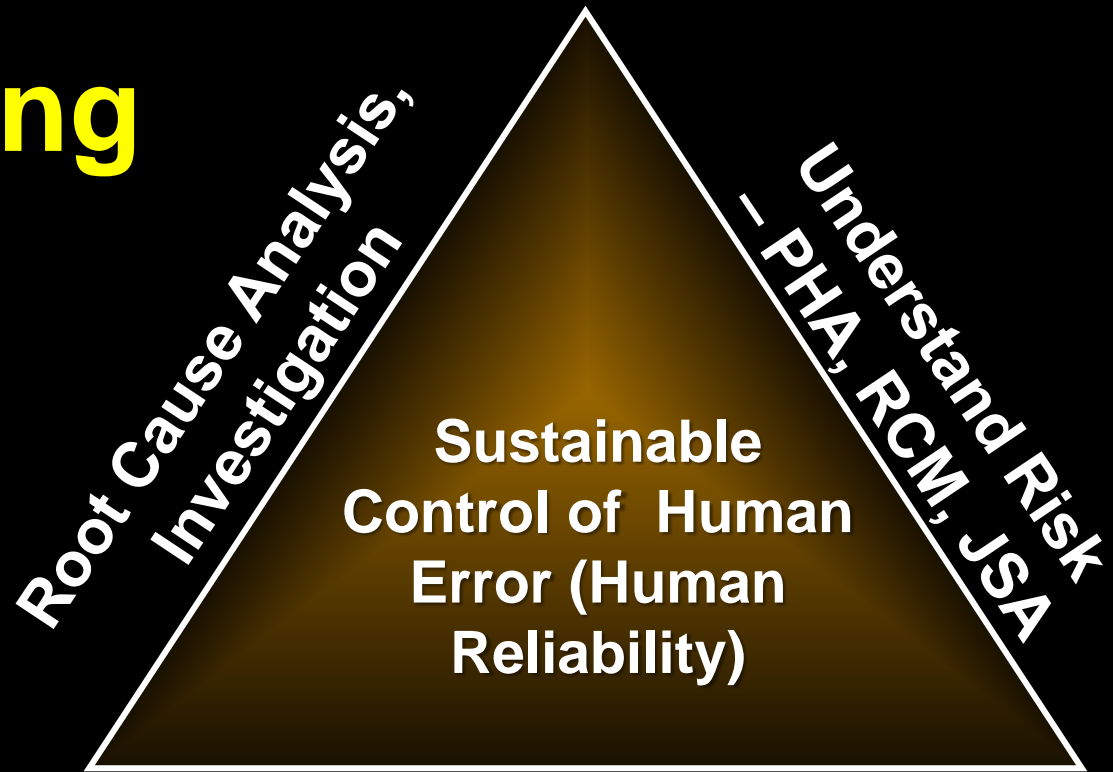 ng
Root Cause Analysis,
Investigation
Understand Risk
– PHA, RCM, JSA
Sustainable
Control of Human
Error (Human
Reliability)